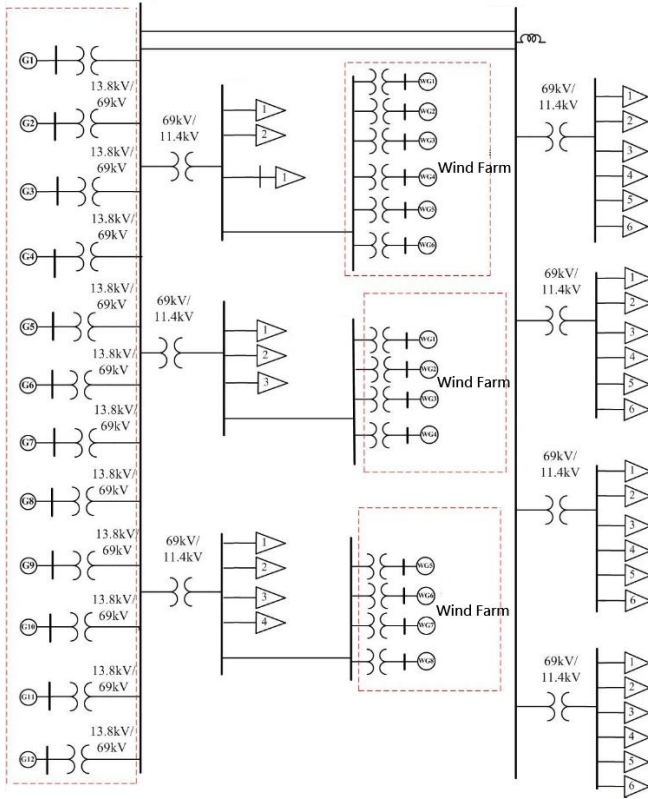 G1
13.8kV/
69kV
G2
13.8kV/
69kV
G3
13.8kV/
69kV
G4
13.8kV/
69kV
G5
13.8kV/
69kV
G6
13.8kV/
69kV
G7
13.8kV/
69kV
G8
13.8kV/
69kV
G9
13.8kV/
69kV
G10
13.8kV/
69kV
G11
13.8kV/
69kV
G12
69kV/
11.4kV
1
2
1
WG1
WG2
WG3
Wind Farm
WG4
WG5
WG6
69kV/
11.4kV
1
2
3
WG1
WG2
Wind Farm
WG3
WG4
69kV/
11.4kV
1
2
3
4
WG5
WG6
Wind Farm
WG7
WG8
69kV/
11.4kV
1
2
3
4
5
6
69kV/
11.4kV
1
2
3
4
5
6
69kV/
11.4kV
1
2
3
4
5
6
69kV/
11.4kV
1
2
3
4
5
6